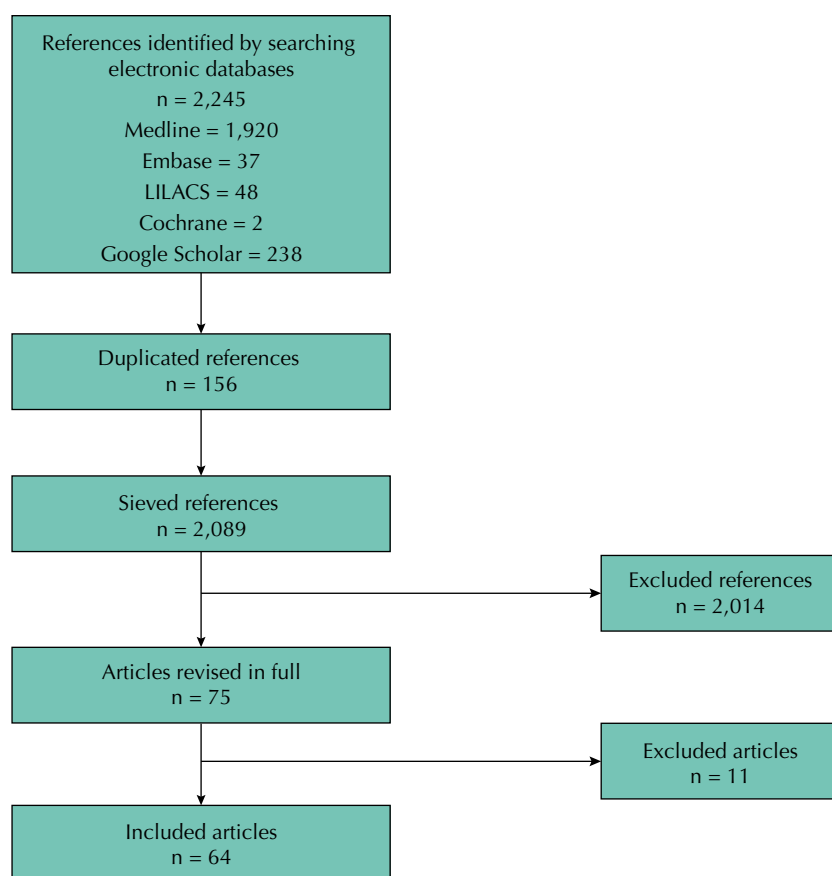 References identified by searching
electronic databases
n = 2,245
Medline = 1,920
Embase = 37
LILACS = 48
Cochrane = 2
Google Scholar = 238
Duplicated references
n = 156
Sieved references
n = 2,089
Excluded references
n = 2,014
Articles revised in full
n = 75
Excluded articles
n = 11
Included articles
n = 64